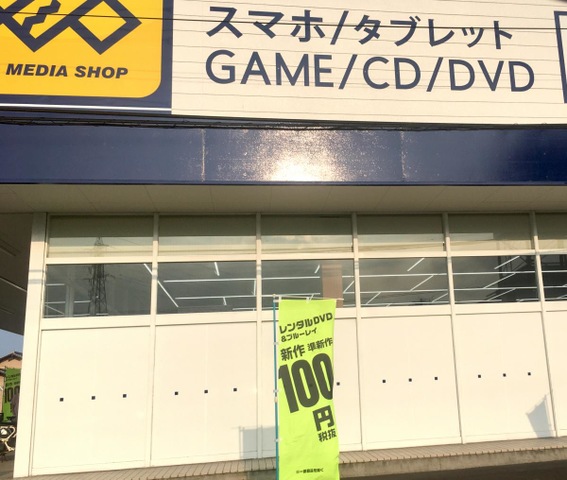 MEDIA SHOP
スマホ/タブレット
GAME/CD/DVD
レンタルDVD
&ブルーレイ
新作 準新作
100
円
税抜